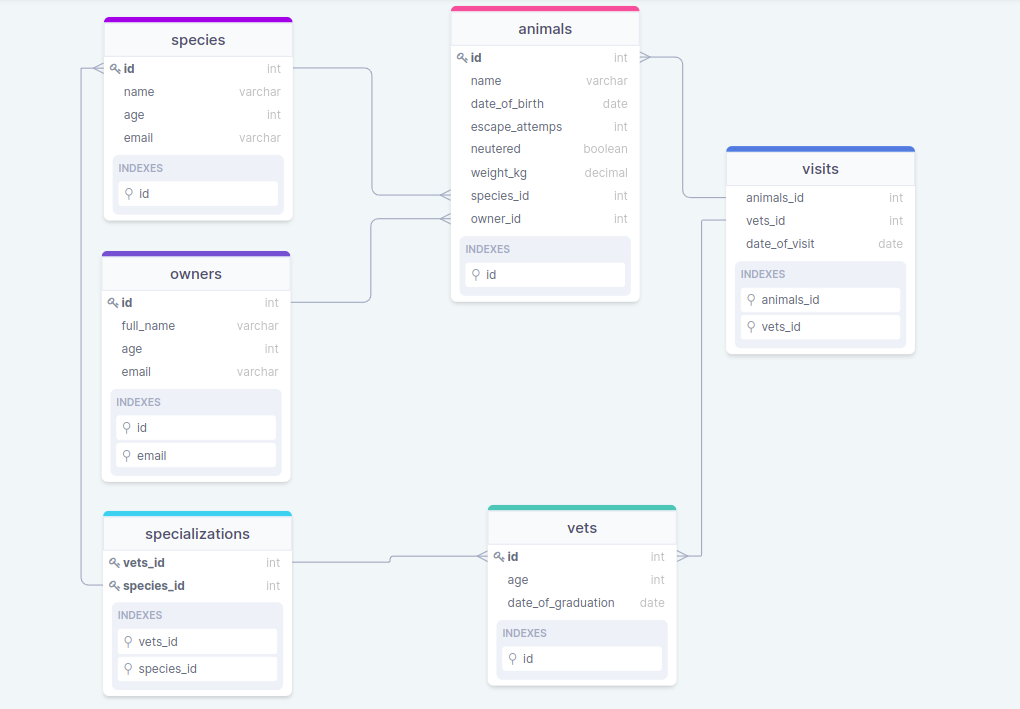 species
id int
name varchar
age int
email varchar
INDEXES
id
animals
id int
name varchar
date_of_birth date
escape_attemps int
neutered boolean
weight_kg decimal
species_id int
owner_id int
INDEXES
id
visits
animals_id int
vets_id int
date_of_visit date
INDEXES
animals_id
vets_id
owners
id int
full_name varchar
age int
email varchar
INDEXES
id
email
specializations
vets_id int
species_id int
INDEXES
vets_id
species_id
vets
id int
age int
date_of_graduation date
INDEXES
id